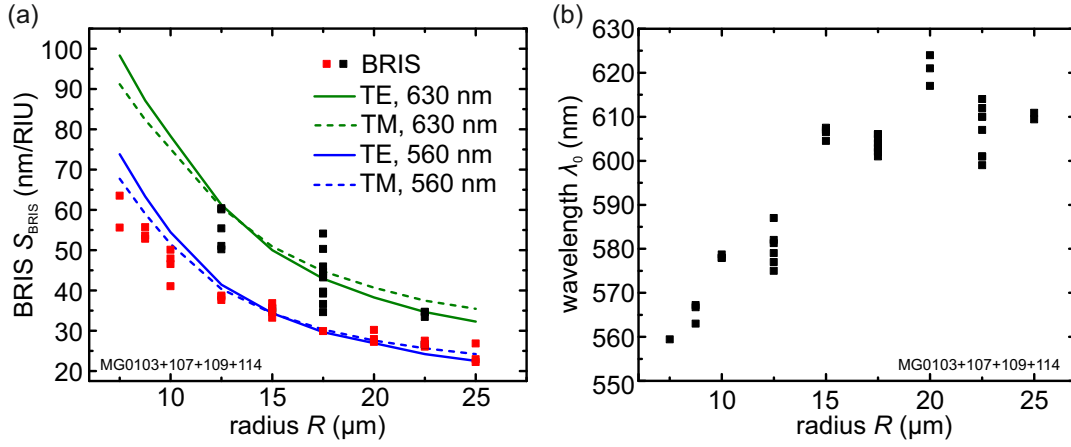 (a)
100
90
80
70
60
50
40
30
20
BRIS S_BRIS (nm/RIU)
BRIS
TE, 630 nm
TM, 630 nm
TE, 560 nm
TM, 560 nm
MG0103+107+109+114
10 15 20 25
radius R (µm)
(b)
630
620
610
600
590
580
570
560
550
wavelength λ₀ (nm)
MG0103+107+109+114
10 15 20 25
radius R (µm)